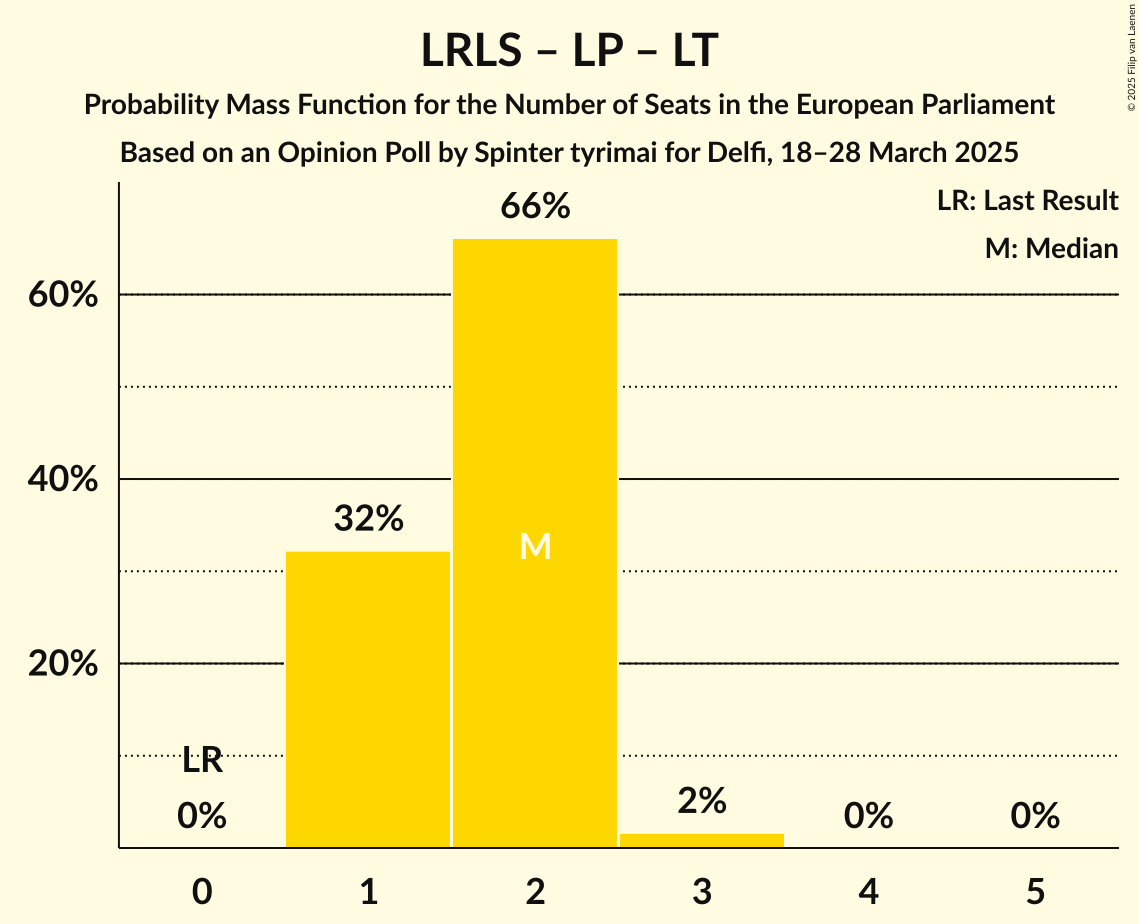 LRLS – LP – LT
Probability Mass Function for the Number of Seats in the European Parliament
Based on an Opinion Poll by Spinter tyrimai for Delfi, 18–28 March 2025
© 2025 Filip van Laenen
LR: Last Result
M: Median
66%
60%
40%
32%
M
20%
LR
0%
2%
0%
0%
0 1 2 3 4 5